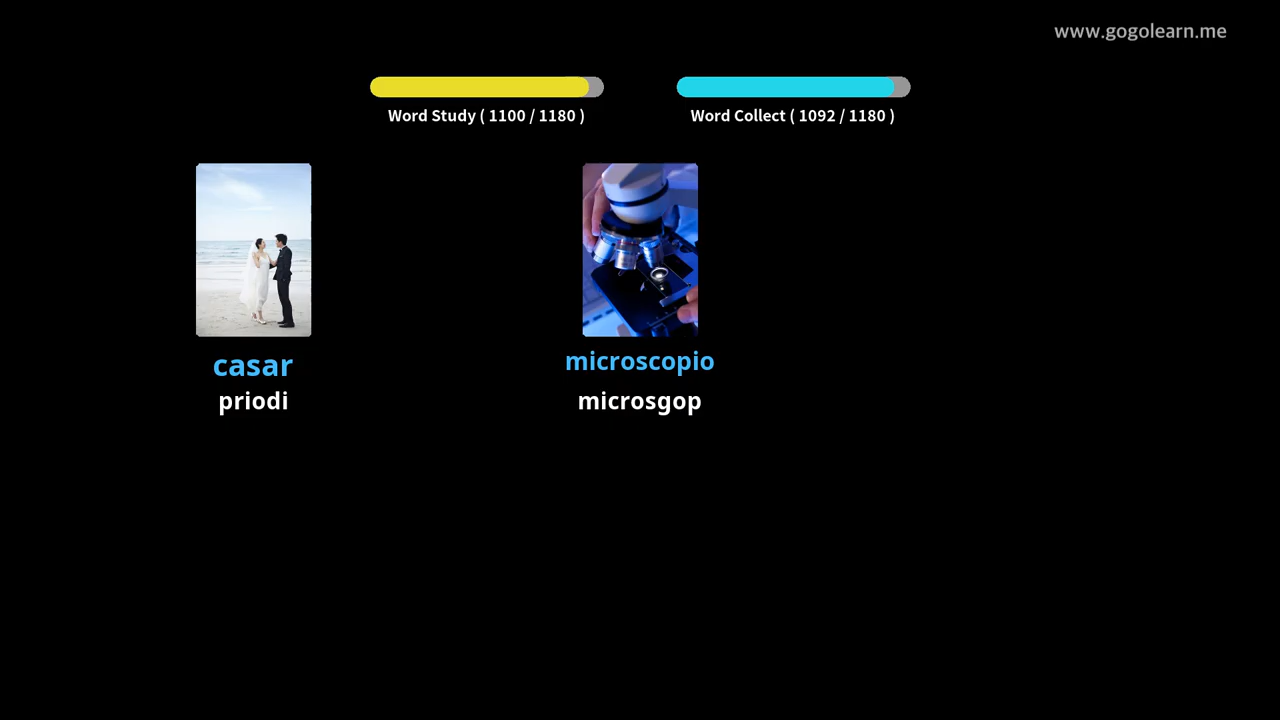 www.gogolearn.me
Word Study ( 1100 / 1180 )
Word Collect ( 1092 / 1180 )
casar
priodi
microscopio
microsgop